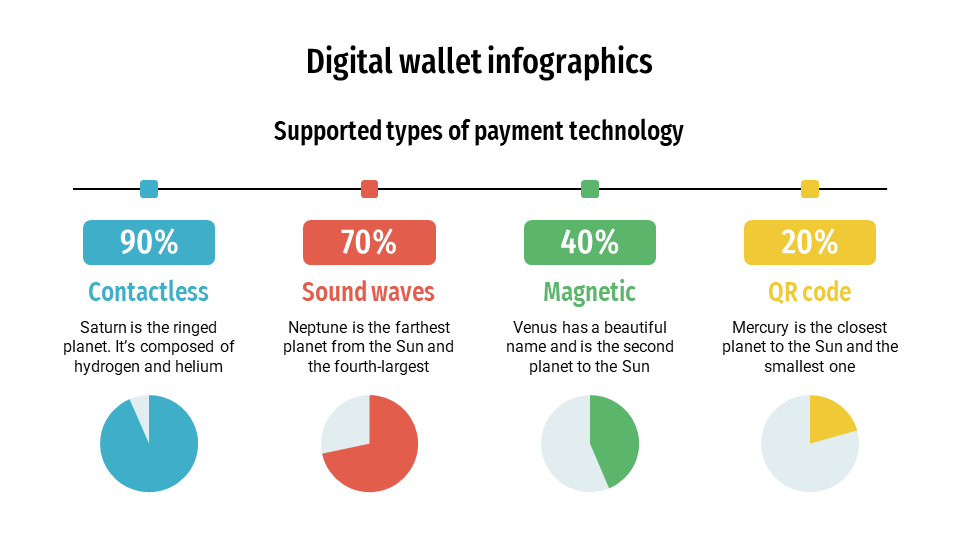 Digital wallet infographics
Supported types of payment technology
90%
Contactless
Saturn is the ringed
planet. It's composed of
hydrogen and helium
70%
Sound waves
Neptune is the farthest
planet from the Sun and
the fourth-largest
40%
Magnetic
Venus has a beautiful
name and is the second
planet to the Sun
20%
QR code
Mercury is the closest
planet to the Sun and the
smallest one